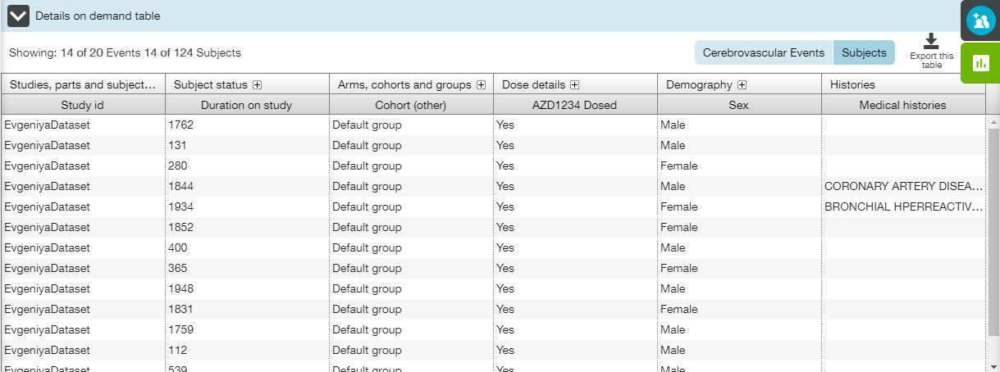 Details on demand table
Showing: 14 of 20 Events 14 of 124 Subjects
Cerebrovascular Events Subjects
Export this
table
Studies, parts and subject... Subject status Arms, cohorts and groups Dose details Demography Histories
Study id Duration on study Cohort (other) AZD1234 Dosed Sex Medical histories
EvgeniyaDataset 1762 Default group Yes Male
EvgeniyaDataset 131 Default group Yes Male
EvgeniyaDataset 280 Default group Yes Female
EvgeniyaDataset 1844 Default group Yes Male CORONARY ARTERY DISEA...
EvgeniyaDataset 1934 Default group Yes Female BRONCHIAL HPERREACTIV...
EvgeniyaDataset 1852 Default group Yes Female
EvgeniyaDataset 400 Default group Yes Male
EvgeniyaDataset 365 Default group Yes Female
EvgeniyaDataset 1948 Default group Yes Male
EvgeniyaDataset 1831 Default group Yes Female
EvgeniyaDataset 1759 Default group Yes Male
EvgeniyaDataset 112 Default group Yes Male
EvgeniyaDataset 539 Default group Yes Male